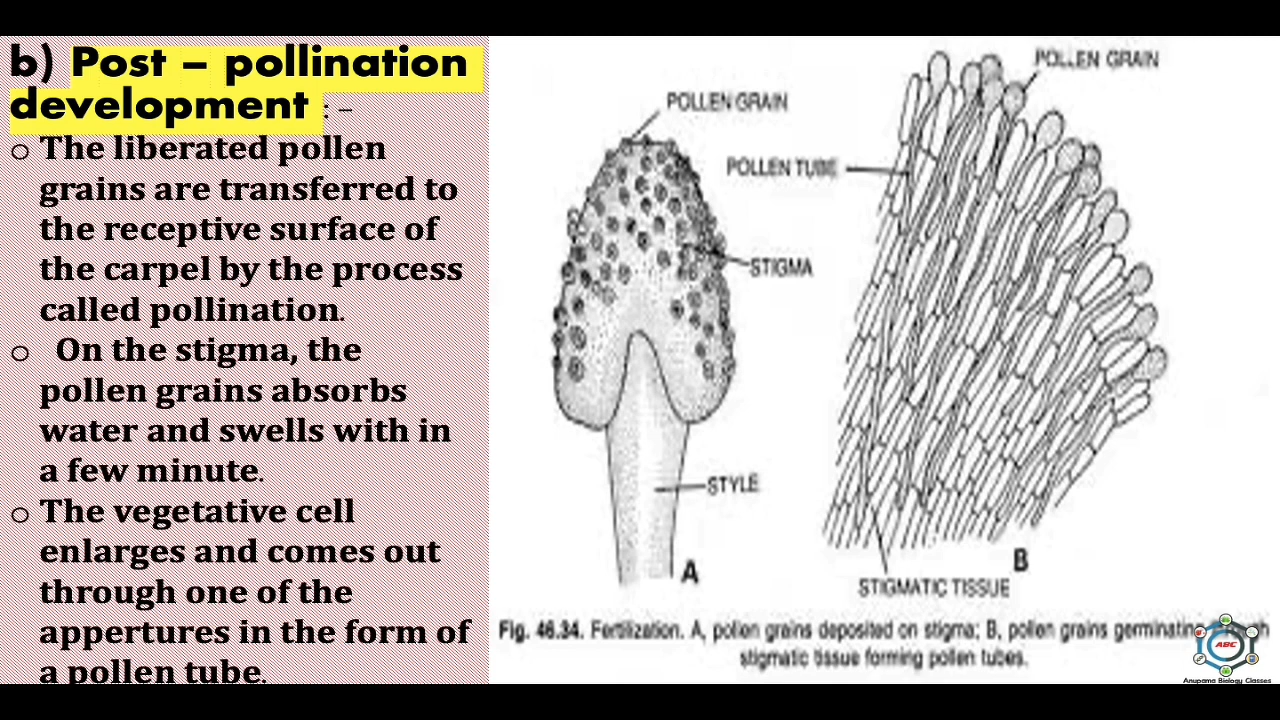 b) Post – pollination
development : –
o The liberated pollen
grains are transferred to
the receptive surface of
the carpel by the process
called pollination.
o On the stigma, the
pollen grains absorbs
water and swells with in
a few minute.
o The vegetative cell
enlarges and comes out
through one of the
appertures in the form of
a pollen tube.
POLLEN GRAIN
STIGMA
STYLE
A
POLLEN GRAIN
POLLEN TUBE
STIGMATIC TISSUE
B
Fig. 46.34. Fertilization. A, pollen grains deposited on stigma; B, pollen grains
stigmatic tissue forming pollen tubes.
ABC
Anupama Biology Classes